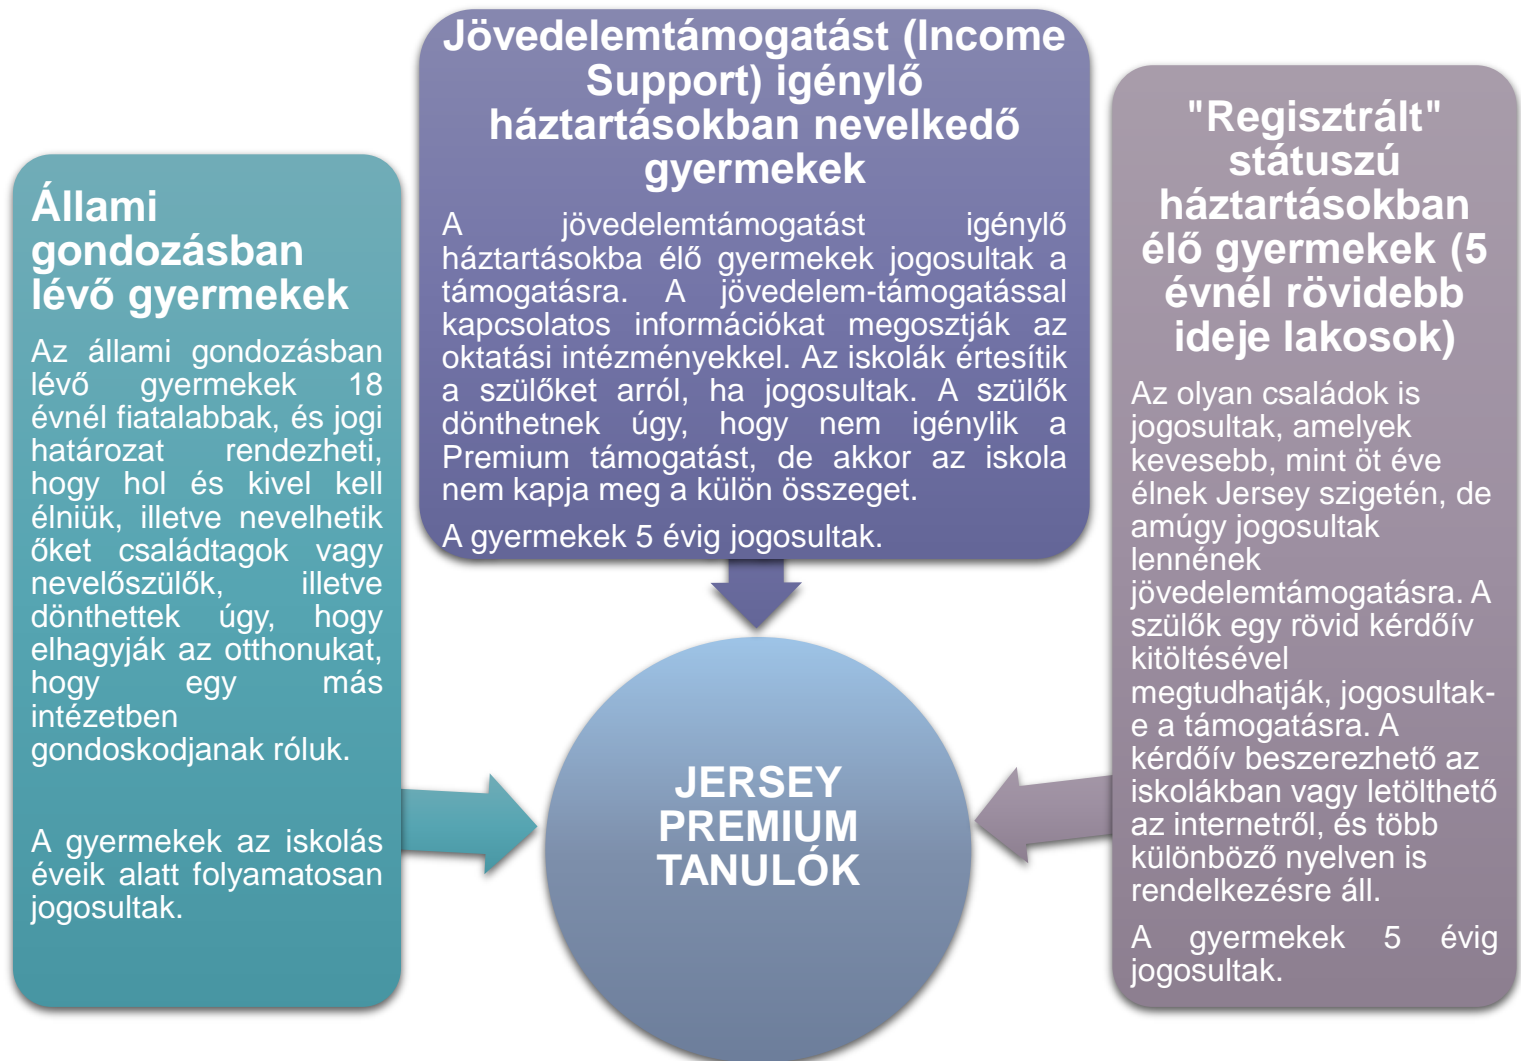 Állami
gondozásban
lévő gyermekek
Az állami gondozásban
lévő gyermekek 18
évnél fiatalabbak, és jogi
határozat rendezheti,
hogy hol és kivel kell
élniük, illetve nevelhetik
őket családtagok vagy
nevelőszülők, illetve
dönthettek úgy, hogy
elhagyják az otthonukat,
hogy egy más
intézetben
gondoskodjanak róluk.
A gyermekek az iskolás
éveik alatt folyamatosan
jogosultak.
Jövedelemtámogatást (Income
Support) igénylő
háztartásokban nevelkedő
gyermekek
A jövedelemtámogatást igénylő
háztartásokba élő gyermekek jogosultak a
támogatásra. A jövedelem-támogatással
kapcsolatos információkat megosztják az
oktatási intézményekkel. Az iskolák értesítik
a szülőket arról, ha jogosultak. A szülők
dönthetnek úgy, hogy nem igénylik a
Premium támogatást, de akkor az iskola
nem kapja meg a külön összeget.
A gyermekek 5 évig jogosultak.
"Regisztrált"
státuszú
háztartásokban
élő gyermekek (5
évnél rövidebb
ideje lakosok)
Az olyan családok is
jogosultak, amelyek
kevesebb, mint öt éve
élnek Jersey szigetén, de
amúgy jogosultak
lennének
jövedelemtámogatásra. A
szülők egy rövid kérdőív
kitöltésével
megtudhatják, jogosultak-
e a támogatásra. A
kérdőív beszerezhető az
iskolákban vagy letölthető
az internetről, és több
különböző nyelven is
rendelkezésre áll.
A gyermekek 5 évig
jogosultak.
JERSEY
PREMIUM
TANULÓK